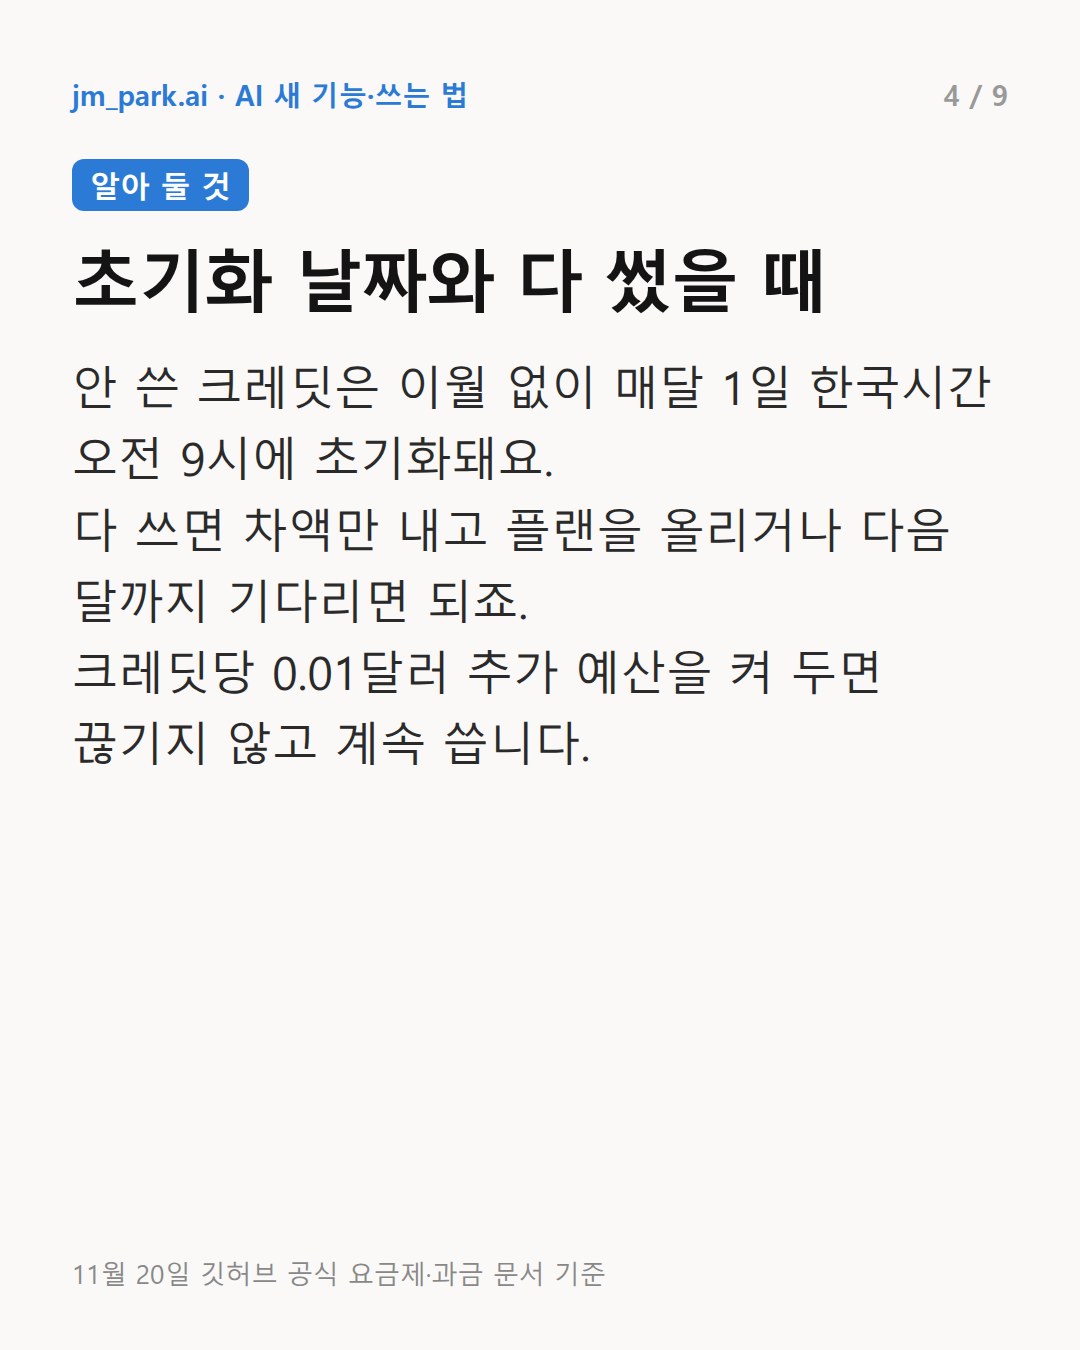 jm_park.ai · AI 새 기능·쓰는 법
4 / 9
알아 둘 것
초기화 날짜와 다 썼을 때
안 쓴 크레딧은 이월 없이 매달 1일 한국시간
오전 9시에 초기화돼요.
다 쓰면 차액만 내고 플랜을 올리거나 다음
달까지 기다리면 되죠.
크레딧당 0.01달러 추가 예산을 켜 두면
끊기지 않고 계속 씁니다.
11월 20일 깃허브 공식 요금제·과금 문서 기준